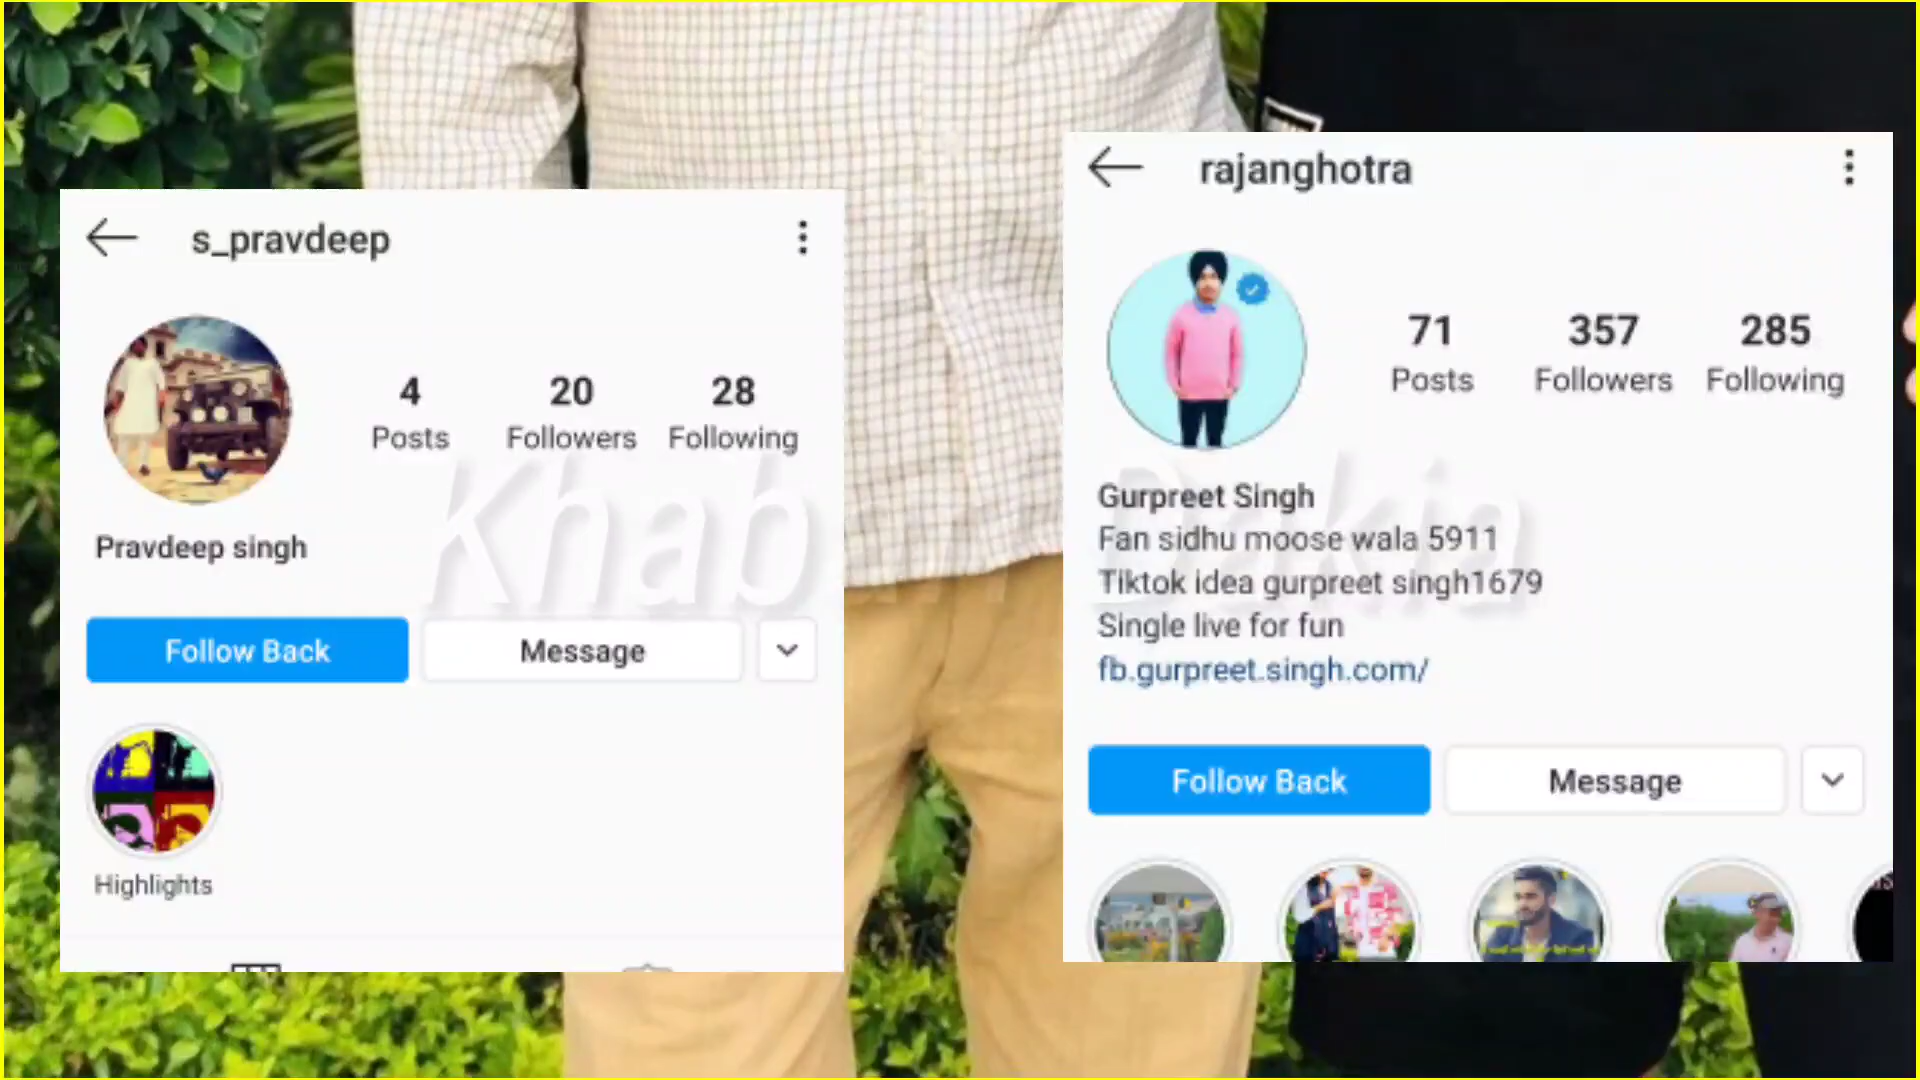 s_pravdeep
4 20 28
Posts Followers Following
Pravdeep singh
Follow Back Message
Highlights
rajanghotra
71 357 285
Posts Followers Following
Gurpreet Singh
Fan sidhu moose wala 5911
Tiktok idea gurpreet singh1679
Single live for fun
fb.gurpreet.singh.com/
Follow Back Message